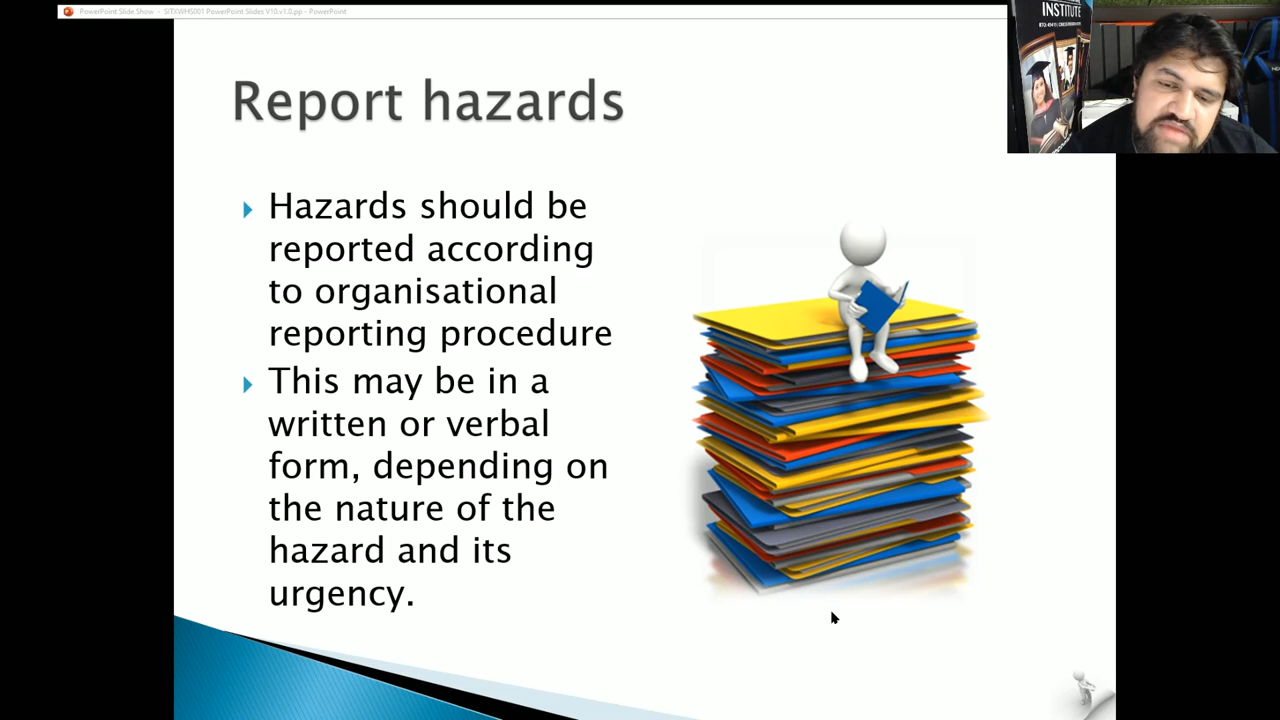 PowerPoint Slide Show - SITXWHS001 PowerPoint Slides V10.v1.0.pp - PowerPoint
INSTITUTE
Report hazards
Hazards should be
reported according
to organisational
reporting procedure
This may be in a
written or verbal
form, depending on
the nature of the
hazard and its
urgency.